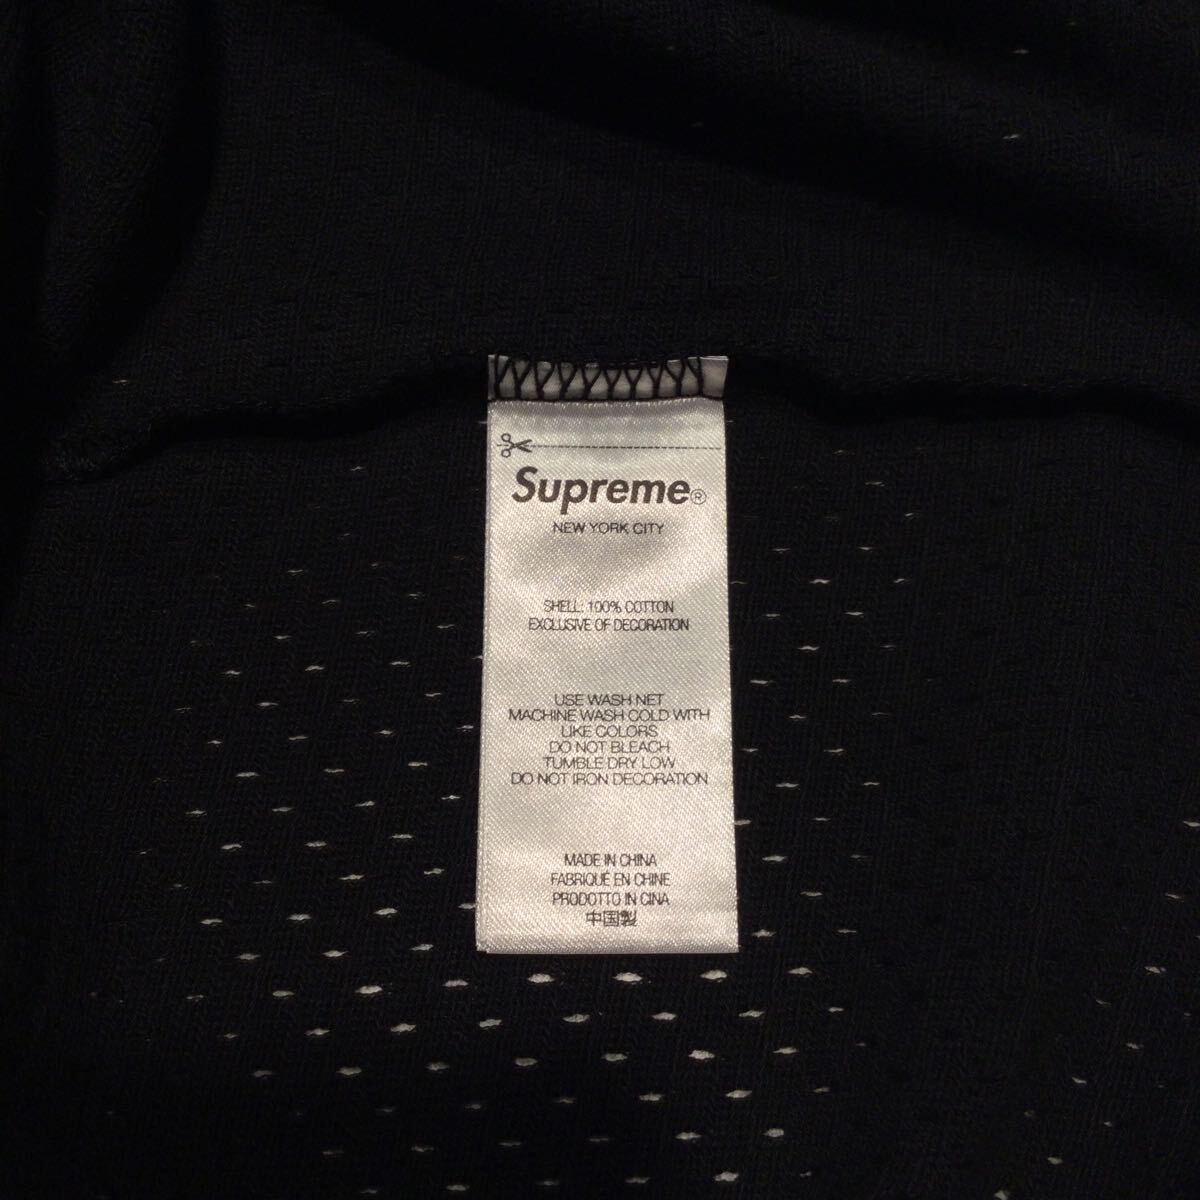 Supreme®
NEW YORK CITY
SHELL: 100% COTTON
EXCLUSIVE OF DECORATION
USE WASH NET
MACHINE WASH COLD WITH
LIKE COLORS
DO NOT BLEACH
TUMBLE DRY LOW
DO NOT IRON DECORATION
MADE IN CHINA
FABRIQUÉ EN CHINE
PRODOTTO IN CINA
中国製